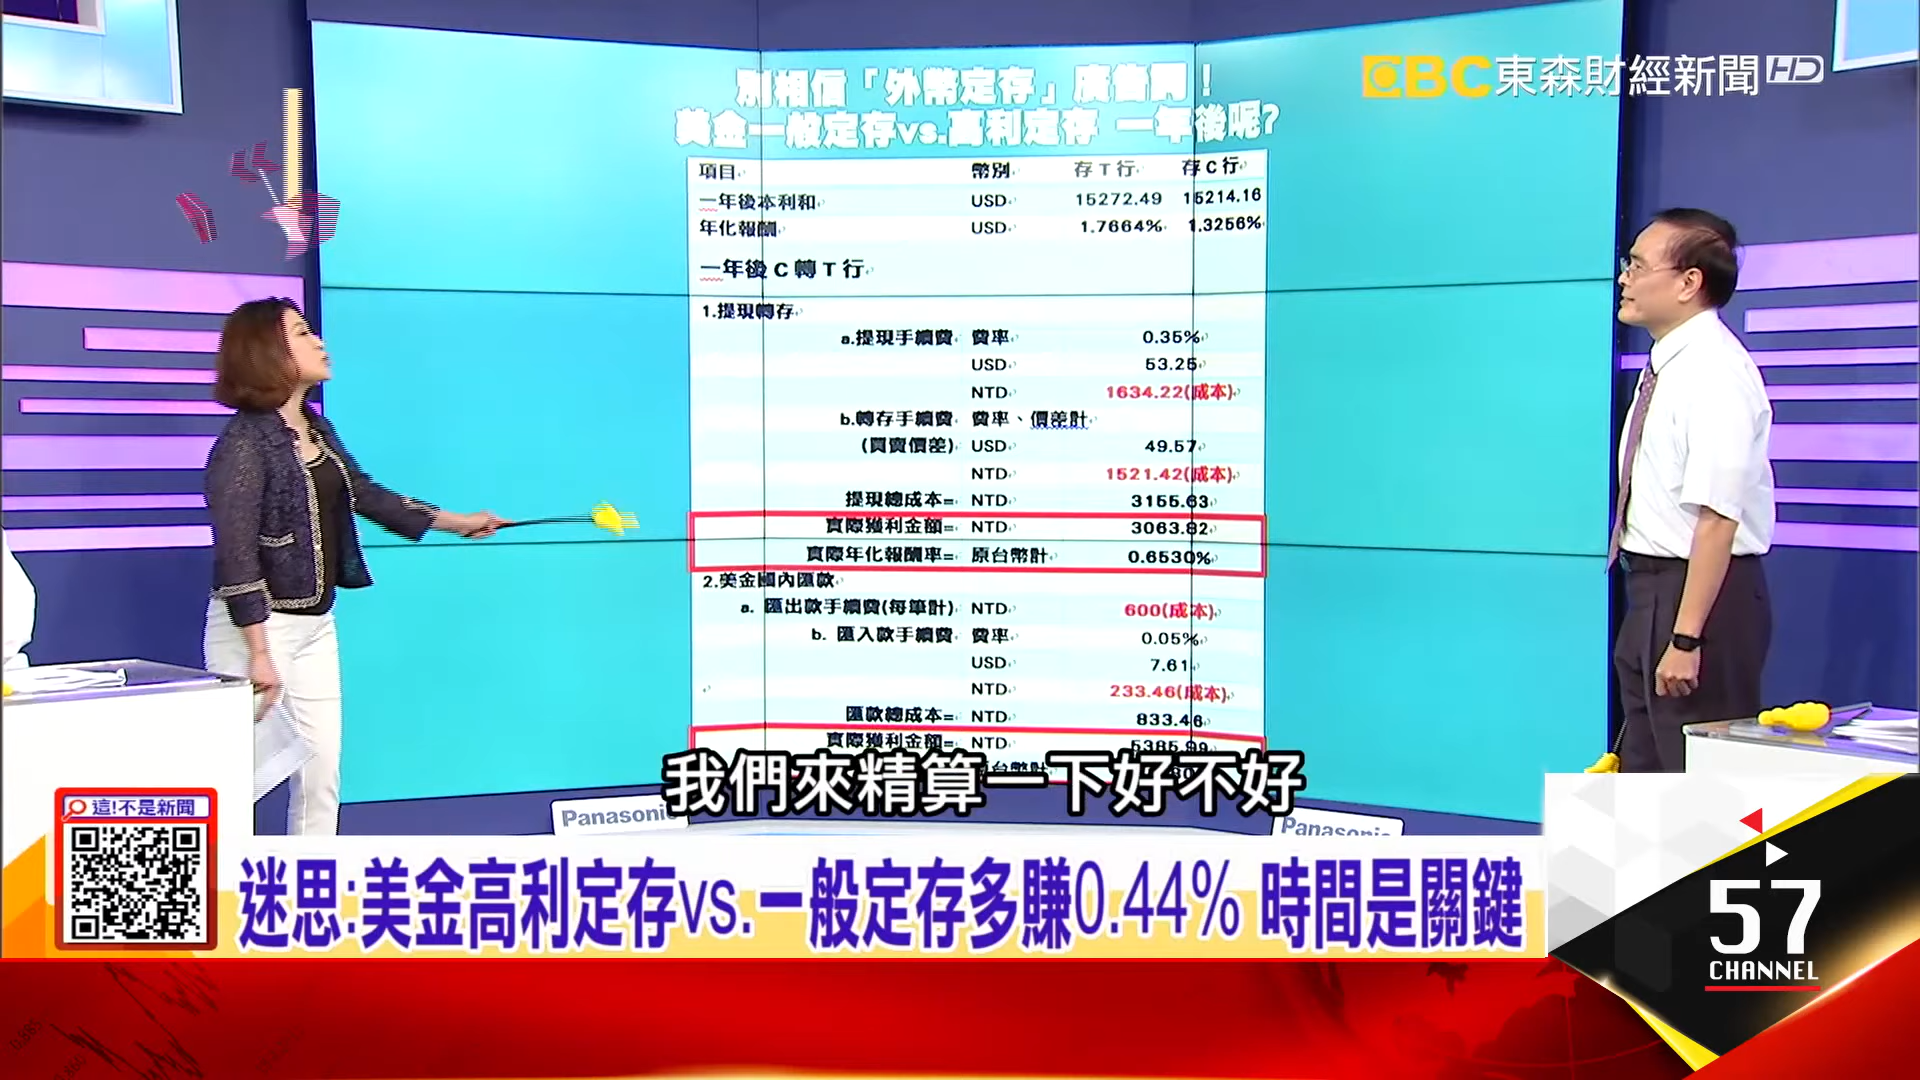 EBC 東森財經新聞 HD
別相信「外幣定存」廣告詞!
美金一般定存vs.高利定存 一年後呢?
項目 幣別 存T行 存C行
一年後本利和 USD 15272.49 15214.16
年化報酬 USD 1.7664% 1.3256%
一年後C轉T行
1.提現轉存
a.提現手續費 費率 0.35%
USD 53.25
NTD 1634.22(成本)
b.轉存手續費 費率、價差計
(買賣價差) USD 49.57
NTD 1521.42(成本)
提現總成本= NTD 3155.63
實際獲利金額= NTD 3063.82
實際年化報酬率= 原台幣計 0.6530%
2.美金國內匯款
a. 匯出款手續費(每筆計) NTD 600(成本)
b. 匯入款手續費 費率 0.05%
USD 7.61
NTD 233.46(成本)
匯款總成本= NTD 833.46
實際獲利金額= NTD 5385.99
我們來精算一下好不好
Panasonic
Panasonic
這!不是新聞
迷思:美金高利定存vs.一般定存多賺0.44% 時間是關鍵
57
CHANNEL